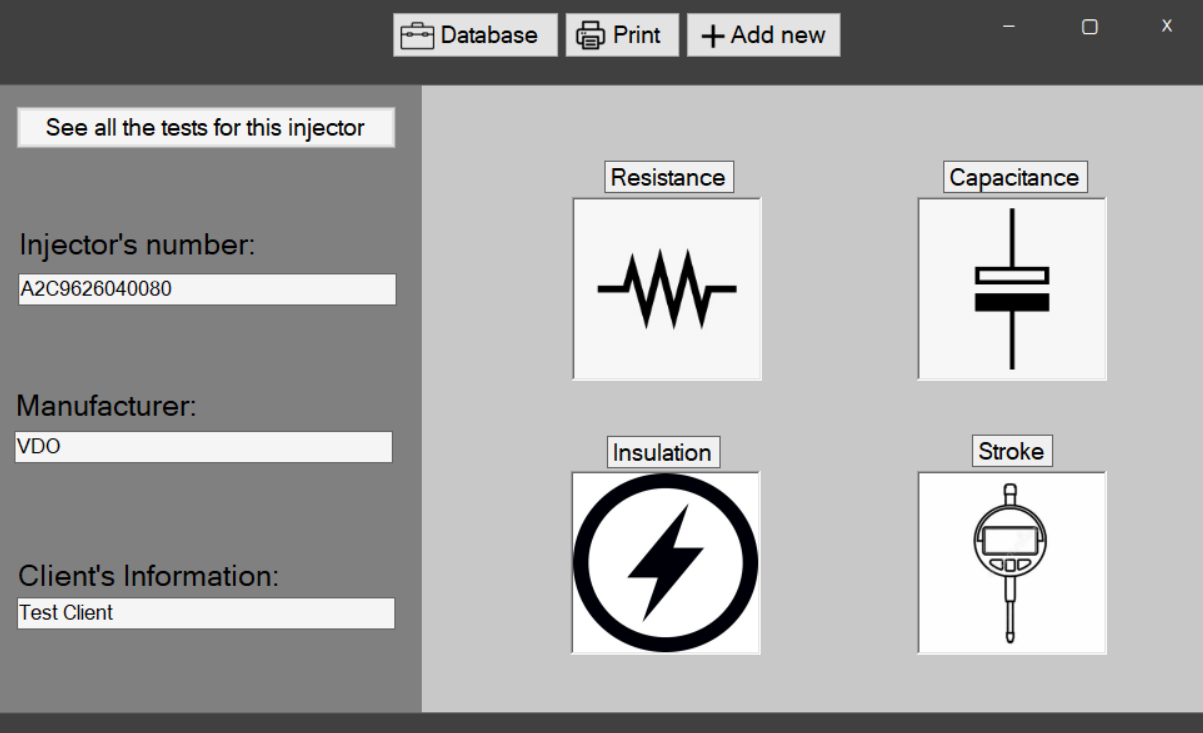 Database
Print
Add new
X
See all the tests for this injector
Injector's number:
A2C9626040080
Manufacturer:
VDO
Client's Information:
Test Client
Resistance
Capacitance
Insulation
Stroke